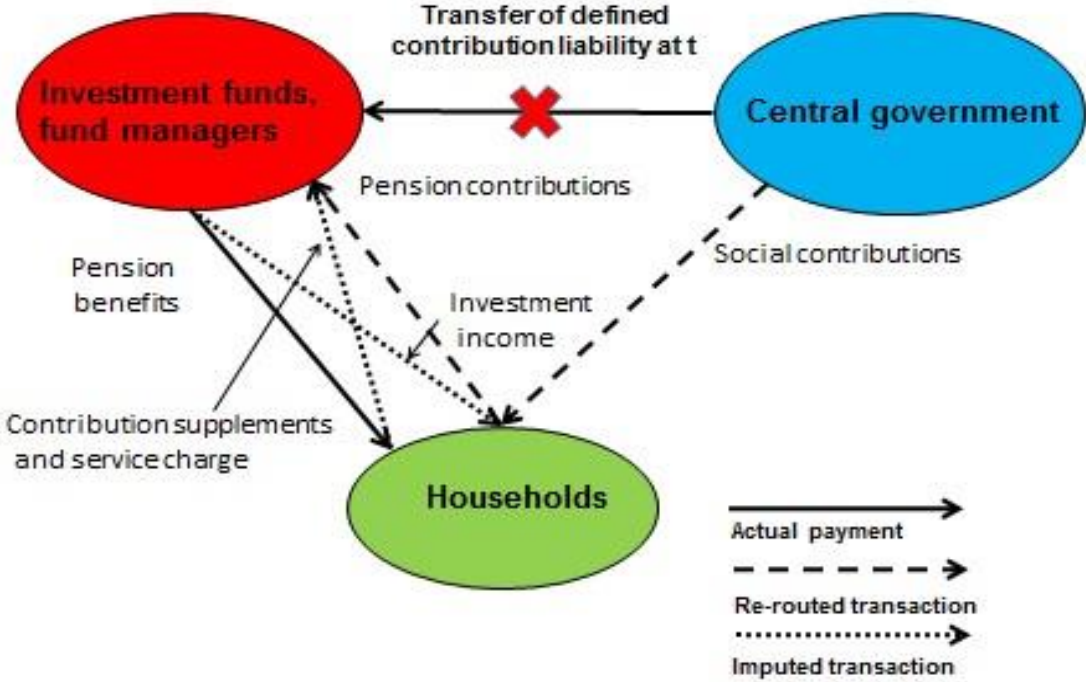 Transfer of defined
contribution liability at t
Investment funds,
fund managers
Central government
Pension contributions
Social contributions
Pension
benefits
Investment
income
Contribution supplements
and service charge
Households
Actual payment
Re-routed transaction
Imputed transaction